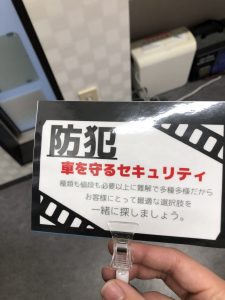 防犯
車を守るセキュリティ
種類も値段も必要以上に難解で多種多様だから
お客様にとって最適な選択肢を
一緒に探しましょう。